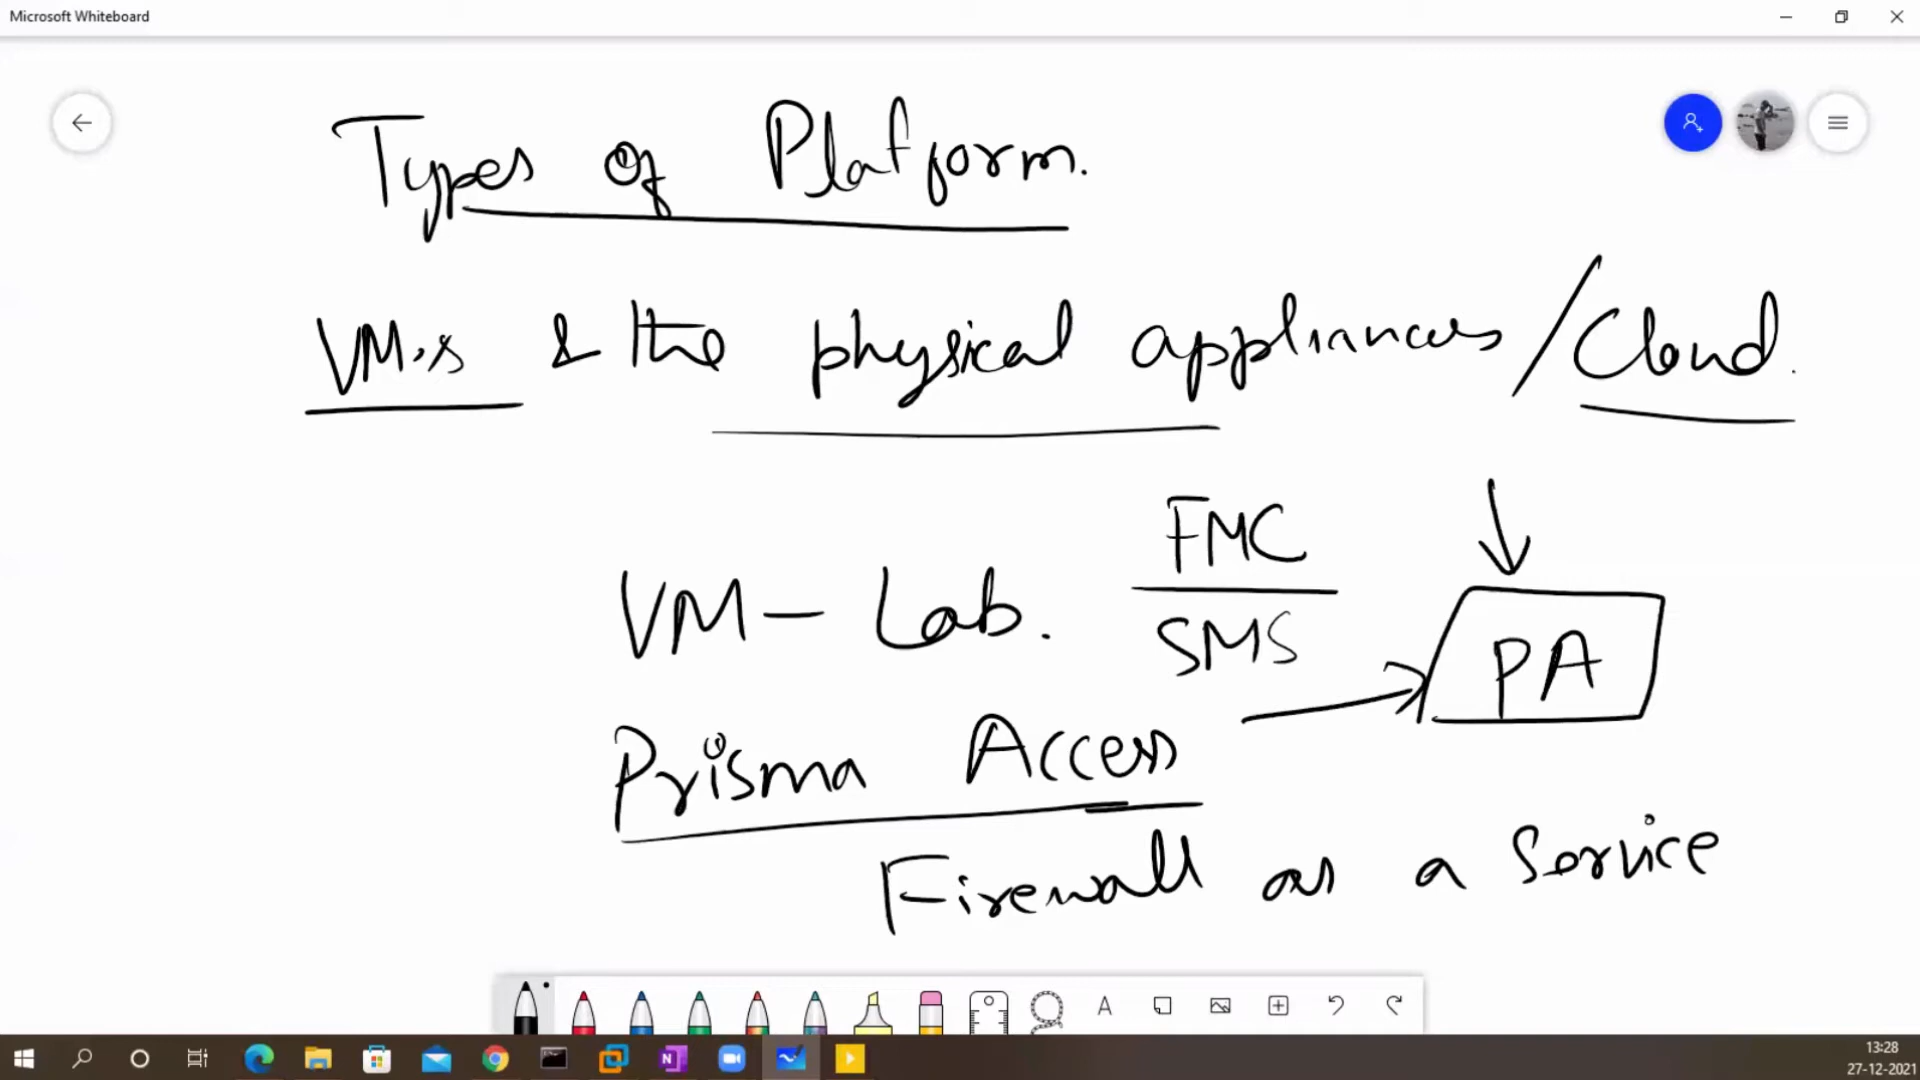 Microsoft Whiteboard
Types of Platform.
VM's & the physical appliances / Cloud.
FMC
VM - Lab.
SMS
PA
Prisma Access
Firewall as a Service
A
N
13:28
27-12-2021